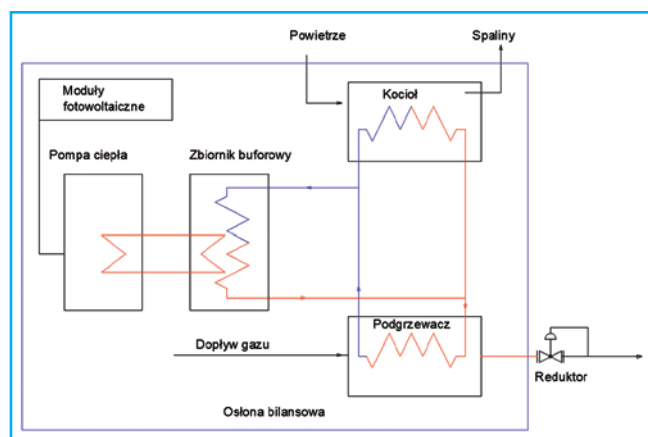 Powietrze
Spaliny
Moduły
fotowoltaiczne
Kocioł
Pompa ciepła
Zbiornik buforowy
Podgrzewacz
Dopływ gazu
Reduktor
Osłona bilansowa